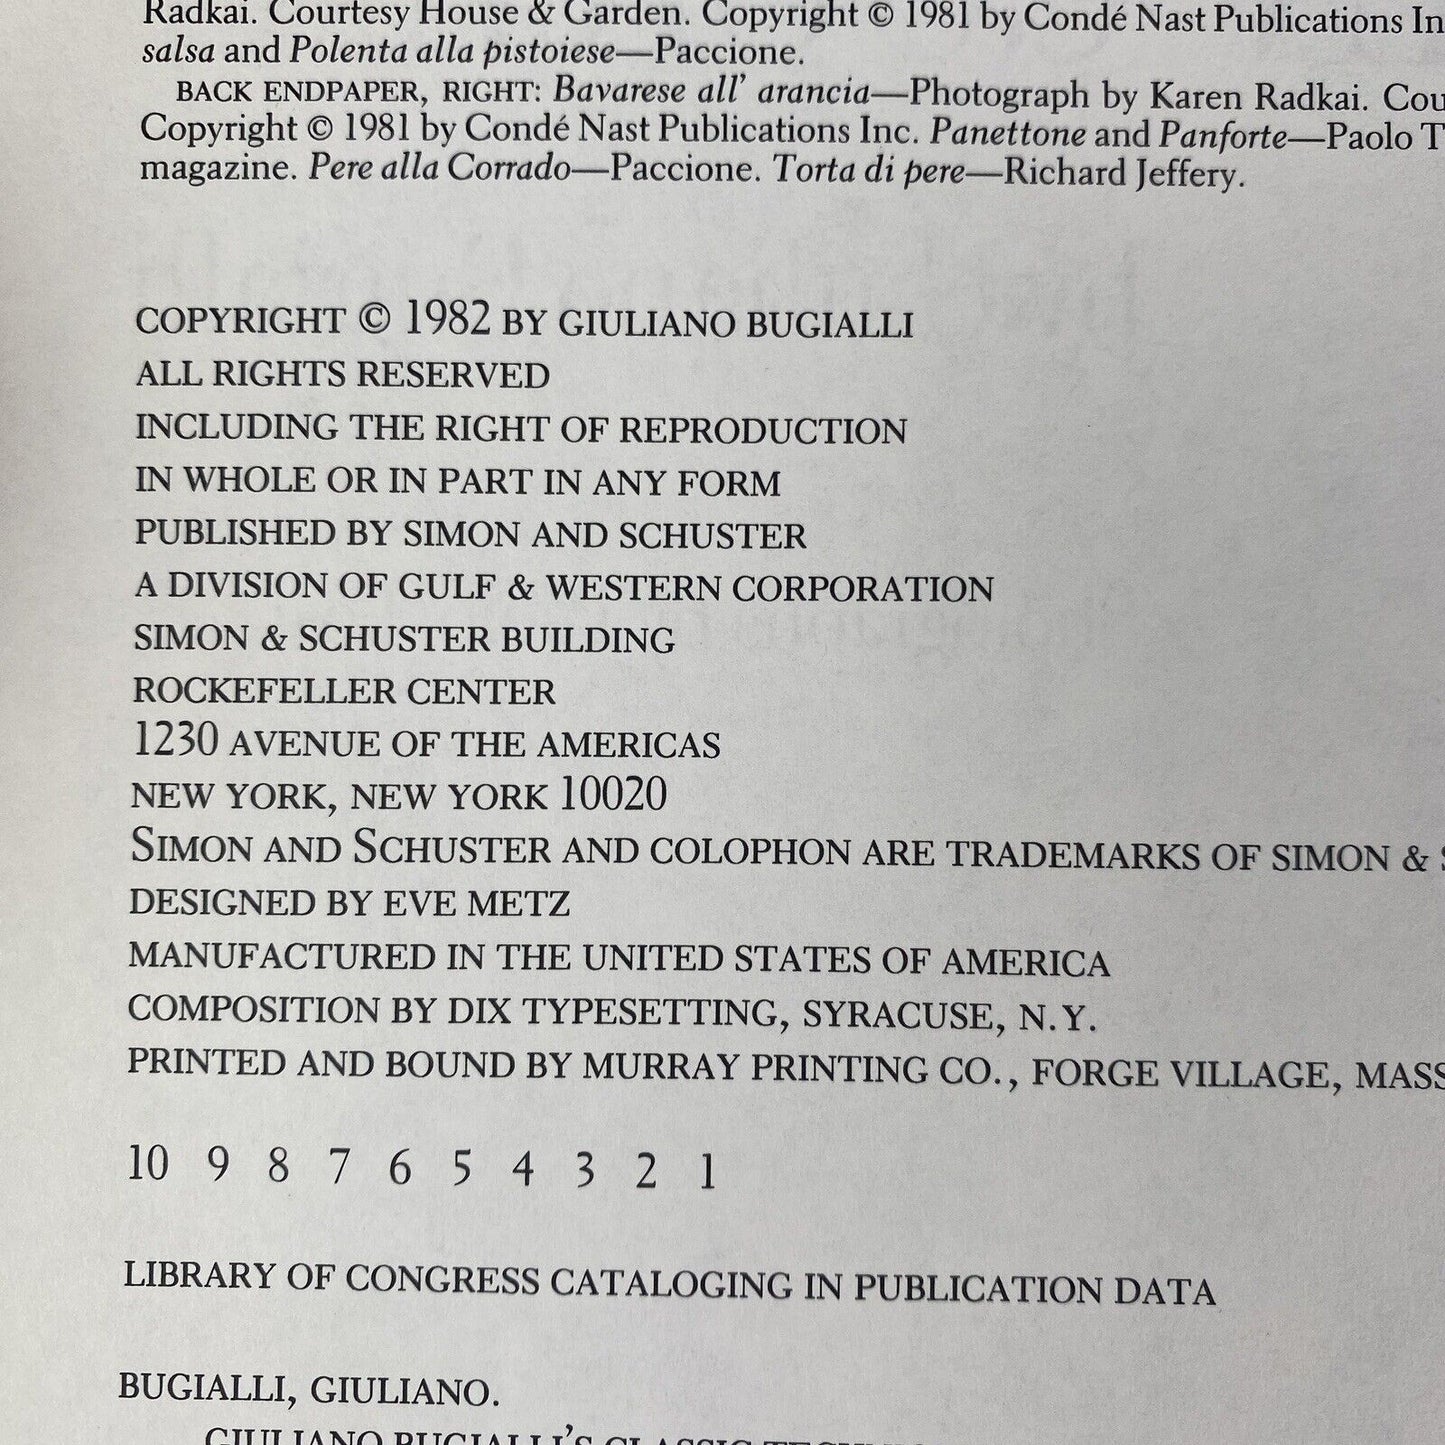 Radkai. Courtesy House & Garden. Copyright © 1981 by Condé Nast Publications In
salsa and Polenta alla pistoiese—Paccione.
BACK ENDPAPER, RIGHT: Bavarese all' arancia—Photograph by Karen Radkai. Cou
Copyright © 1981 by Condé Nast Publications Inc. Panettone and Panforte—Paolo T
magazine. Pere alla Corrado—Paccione. Torta di pere—Richard Jeffery.
COPYRIGHT © 1982 BY GIULIANO BUGIALLI
ALL RIGHTS RESERVED
INCLUDING THE RIGHT OF REPRODUCTION
IN WHOLE OR IN PART IN ANY FORM
PUBLISHED BY SIMON AND SCHUSTER
A DIVISION OF GULF & WESTERN CORPORATION
SIMON & SCHUSTER BUILDING
ROCKEFELLER CENTER
1230 AVENUE OF THE AMERICAS
NEW YORK, NEW YORK 10020
SIMON AND SCHUSTER AND COLOPHON ARE TRADEMARKS OF SIMON & S
DESIGNED BY EVE METZ
MANUFACTURED IN THE UNITED STATES OF AMERICA
COMPOSITION BY DIX TYPESETTING, SYRACUSE, N.Y.
PRINTED AND BOUND BY MURRAY PRINTING CO., FORGE VILLAGE, MASS
10 9 8 7 6 5 4 3 2 1
LIBRARY OF CONGRESS CATALOGING IN PUBLICATION DATA
BUGIALLI, GIULIANO.
GIULIANO BUGIALLI'S CLASSIC